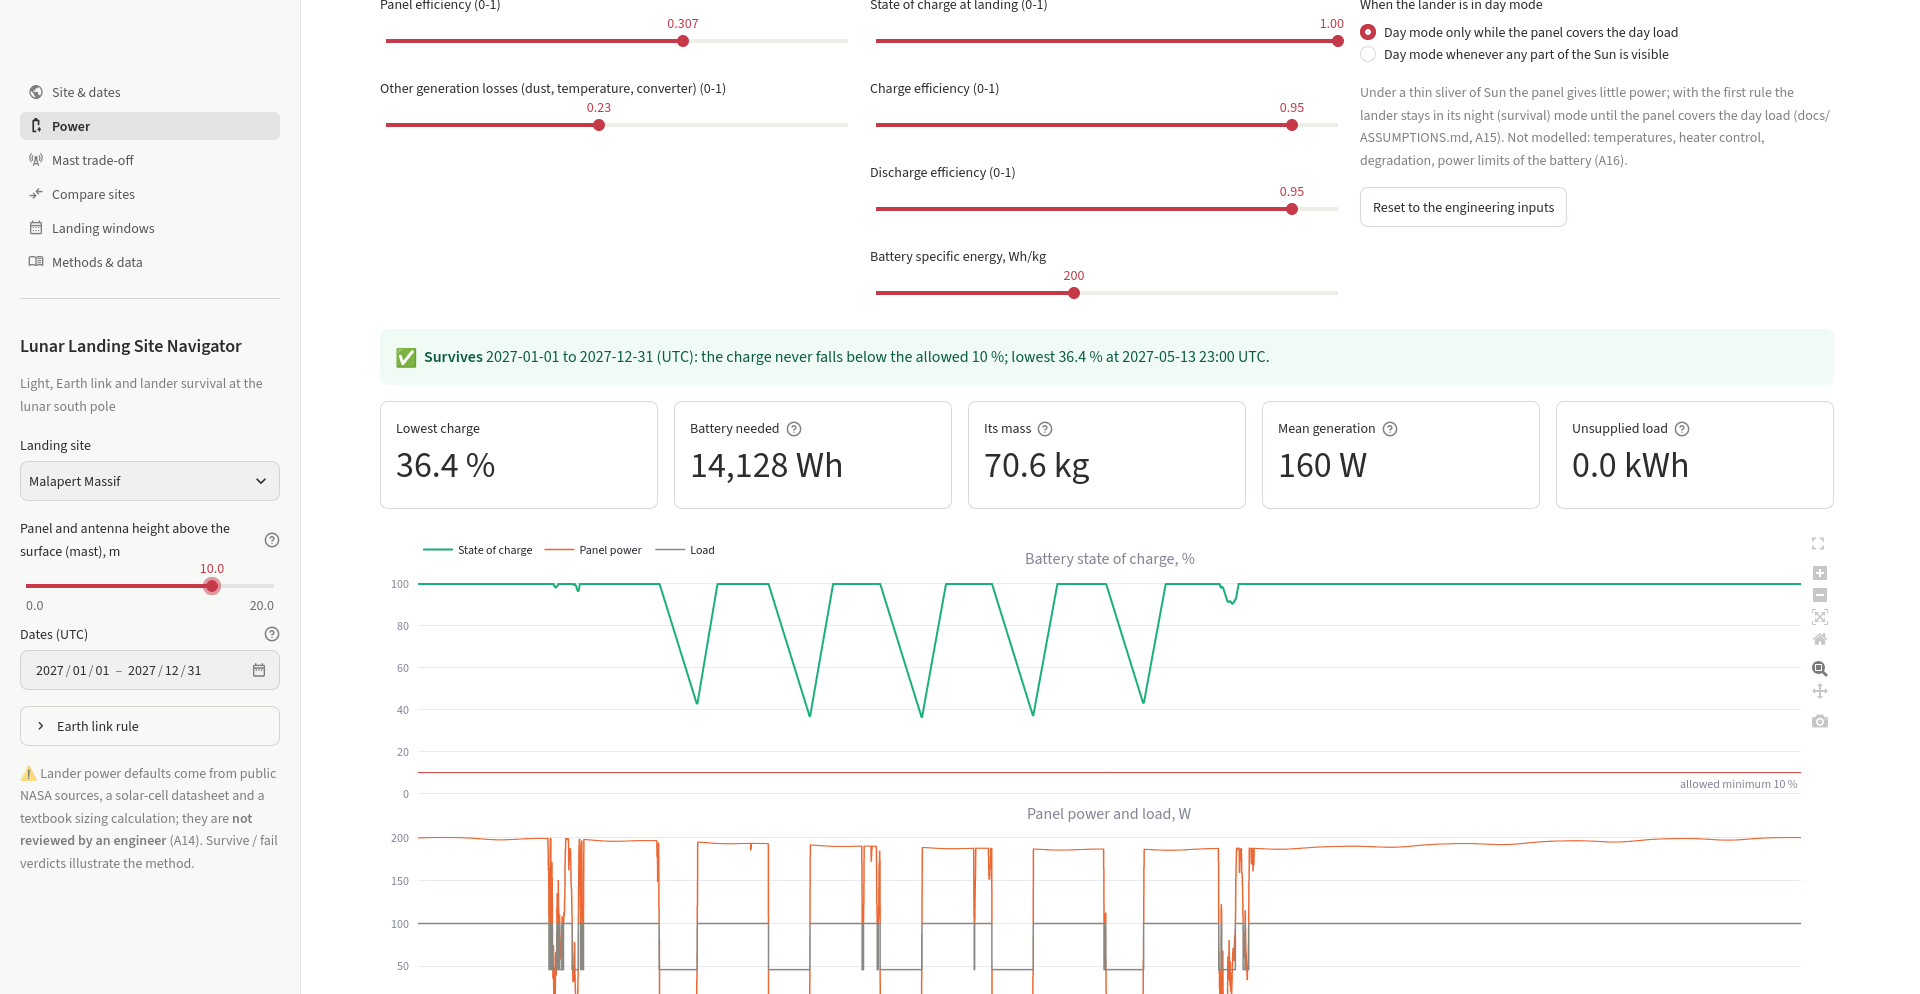 Site & dates
Power
Mast trade-off
Compare sites
Landing windows
Methods & data
Lunar Landing Site Navigator
Light, Earth link and lander survival at the
lunar south pole
Landing site
Malapert Massif
Panel and antenna height above the
surface (mast), m
10.0
0.0
20.0
Dates (UTC)
2027 / 01 / 01 – 2027 / 12 / 31
Earth link rule
⚠️ Lander power defaults come from public
NASA sources, a solar-cell datasheet and a
textbook sizing calculation; they are not
reviewed by an engineer (A14). Survive / fail
verdicts illustrate the method.
Panel efficiency (0-1)
0.307
Other generation losses (dust, temperature, converter) (0-1)
0.23
State of charge at landing (0-1)
1.00
Charge efficiency (0-1)
0.95
Discharge efficiency (0-1)
0.95
Battery specific energy, Wh/kg
200
When the lander is in day mode
Day mode only while the panel covers the day load
Day mode whenever any part of the Sun is visible
Under a thin sliver of Sun the panel gives little power; with the first rule the
lander stays in its night (survival) mode until the panel covers the day load (docs/
ASSUMPTIONS.md, A15). Not modelled: temperatures, heater control,
degradation, power limits of the battery (A16).
Reset to the engineering inputs
✅ Survives 2027-01-01 to 2027-12-31 (UTC): the charge never falls below the allowed 10 %; lowest 36.4 % at 2027-05-13 23:00 UTC.
Lowest charge
36.4 %
Battery needed
14,128 Wh
Its mass
70.6 kg
Mean generation
160 W
Unsupplied load
0.0 kWh
State of charge
Panel power
Load
Battery state of charge, %
100
80
60
40
20
0
allowed minimum 10 %
Panel power and load, W
200
150
100
50